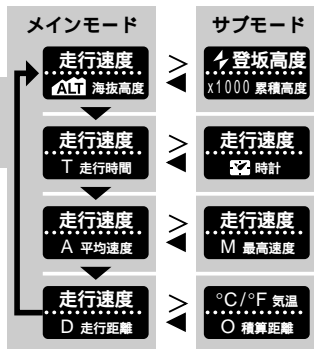 メインモード サブモード
走行速度 登坂高度
ALT 海抜高度 x1000 累積高度
走行速度 走行速度
T 走行時間 時計
走行速度 走行速度
A 平均速度 M 最高速度
走行速度 °C/°F 気温
D 走行距離 O 積算距離